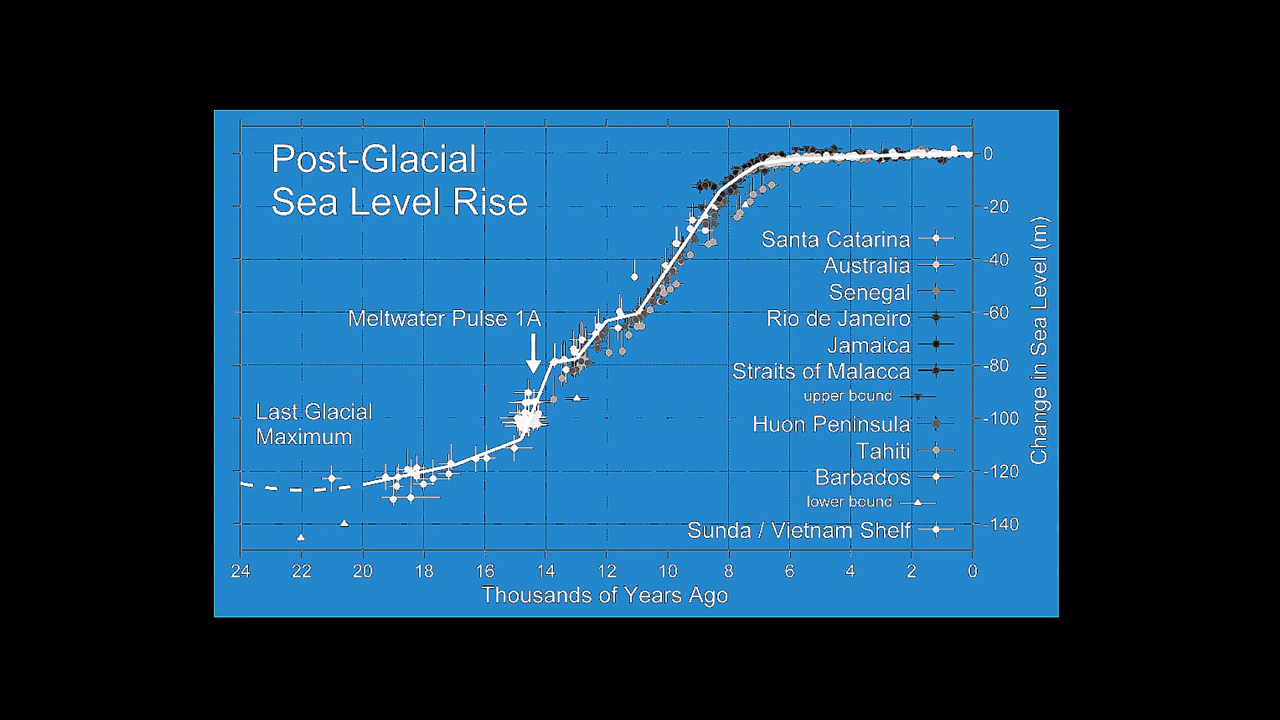 Post-Glacial
Sea Level Rise
Meltwater Pulse 1A
Last Glacial
Maximum
Santa Catarina
Australia
Senegal
Rio de Janeiro
Jamaica
Straits of Malacca
upper bound
Huon Peninsula
Tahiti
Barbados
lower bound
Sunda / Vietnam Shelf
0
-20
-40
-60
-80
-100
-120
-140
Change in Sea Level (m)
24 22 20 18 16 14 12 10 8 6 4 2 0
Thousands of Years Ago